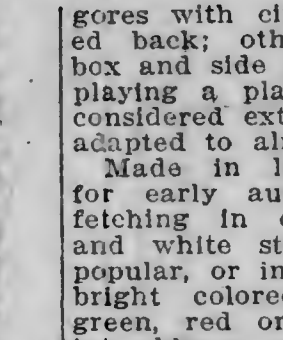 gores with ci
ed back; oth
box and side
playing a pla
considered ext
adapted to al
Made in l
for early au
fetching in
and white st
popular, or in
bright colore
green, red or